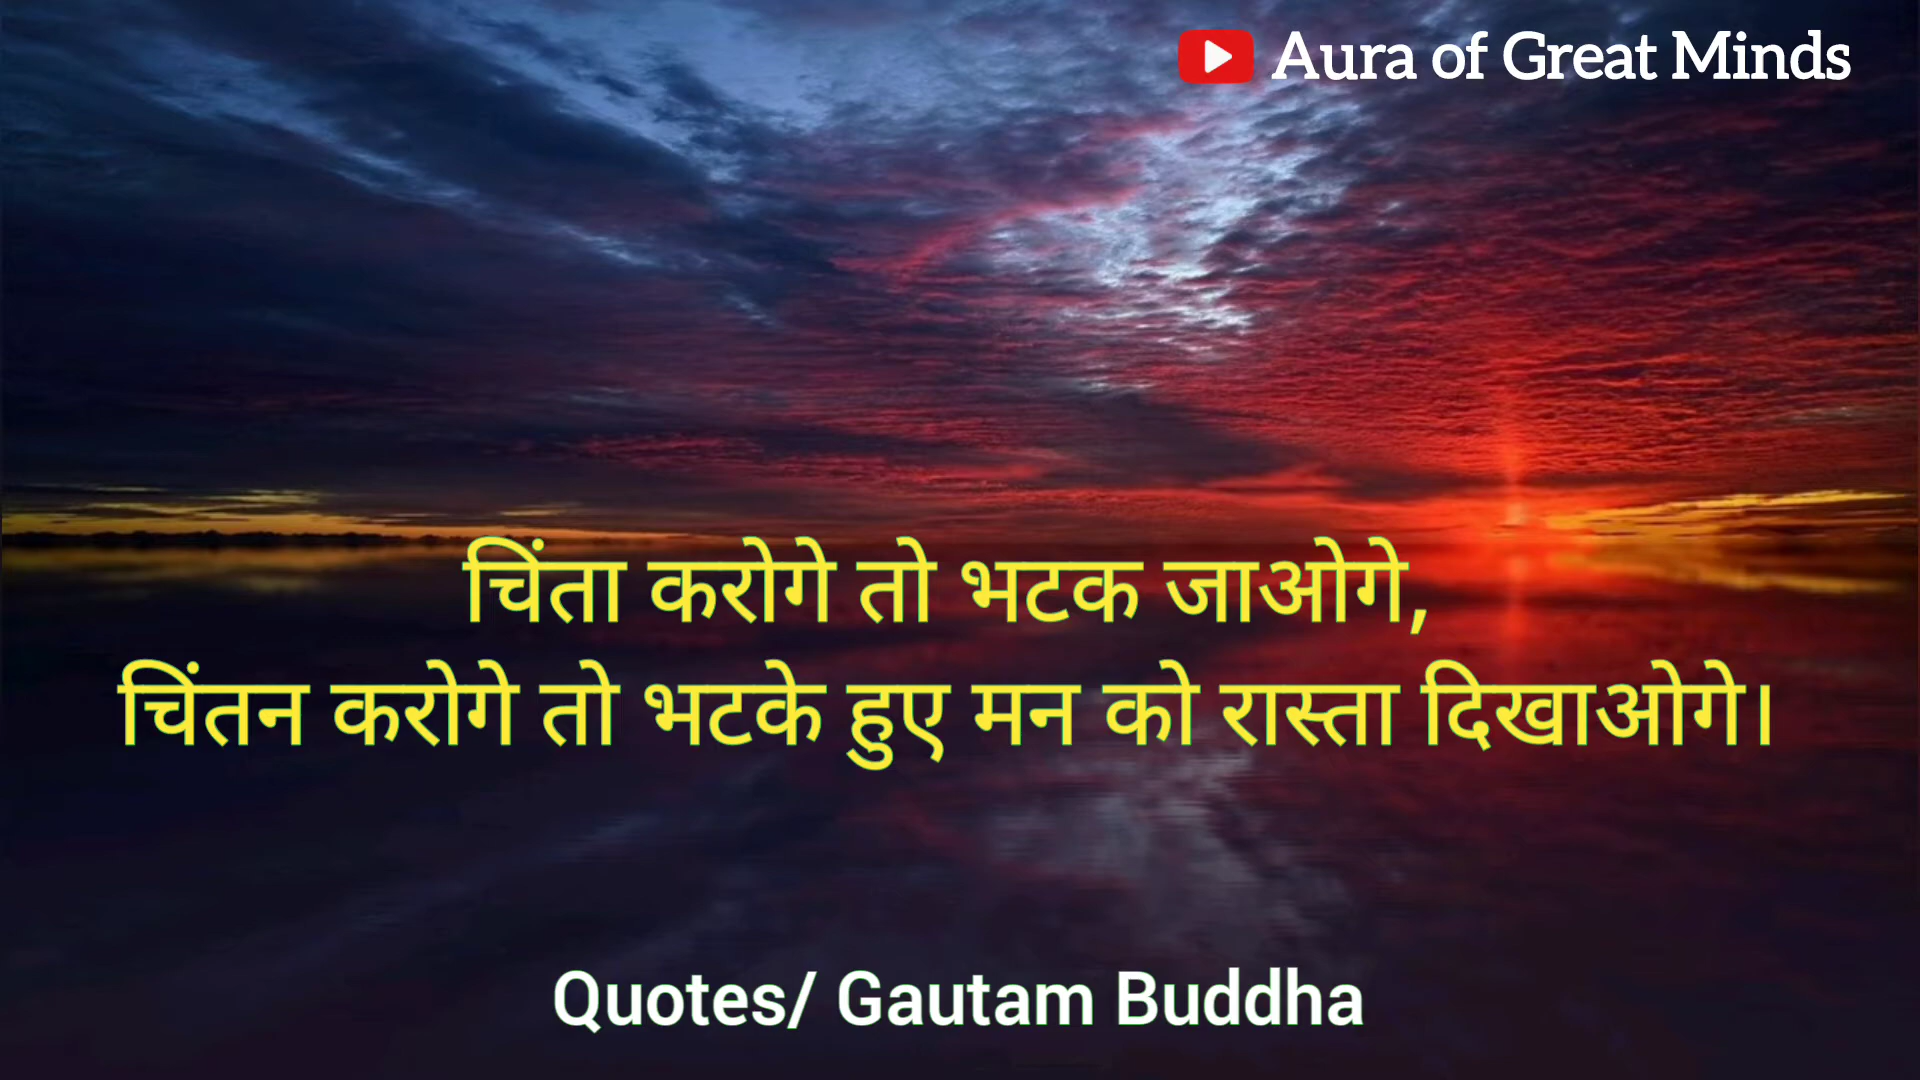 Aura of Great Minds
चिंता करोगे तो भटक जाओगे,
चिंतन करोगे तो भटके हुए मन को रास्ता दिखाओगे।
Quotes/ Gautam Buddha